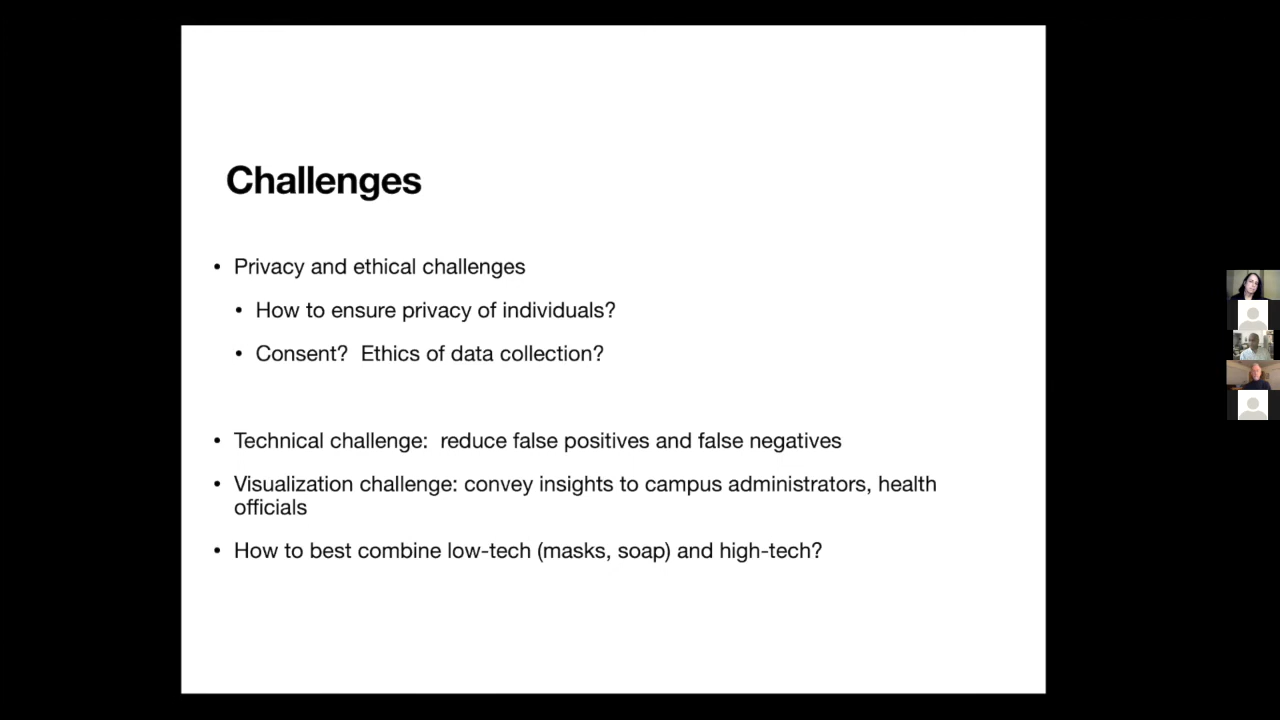 Challenges
• Privacy and ethical challenges
• How to ensure privacy of individuals?
• Consent?  Ethics of data collection?
• Technical challenge:  reduce false positives and false negatives
• Visualization challenge: convey insights to campus administrators, health
officials
• How to best combine low-tech (masks, soap) and high-tech?